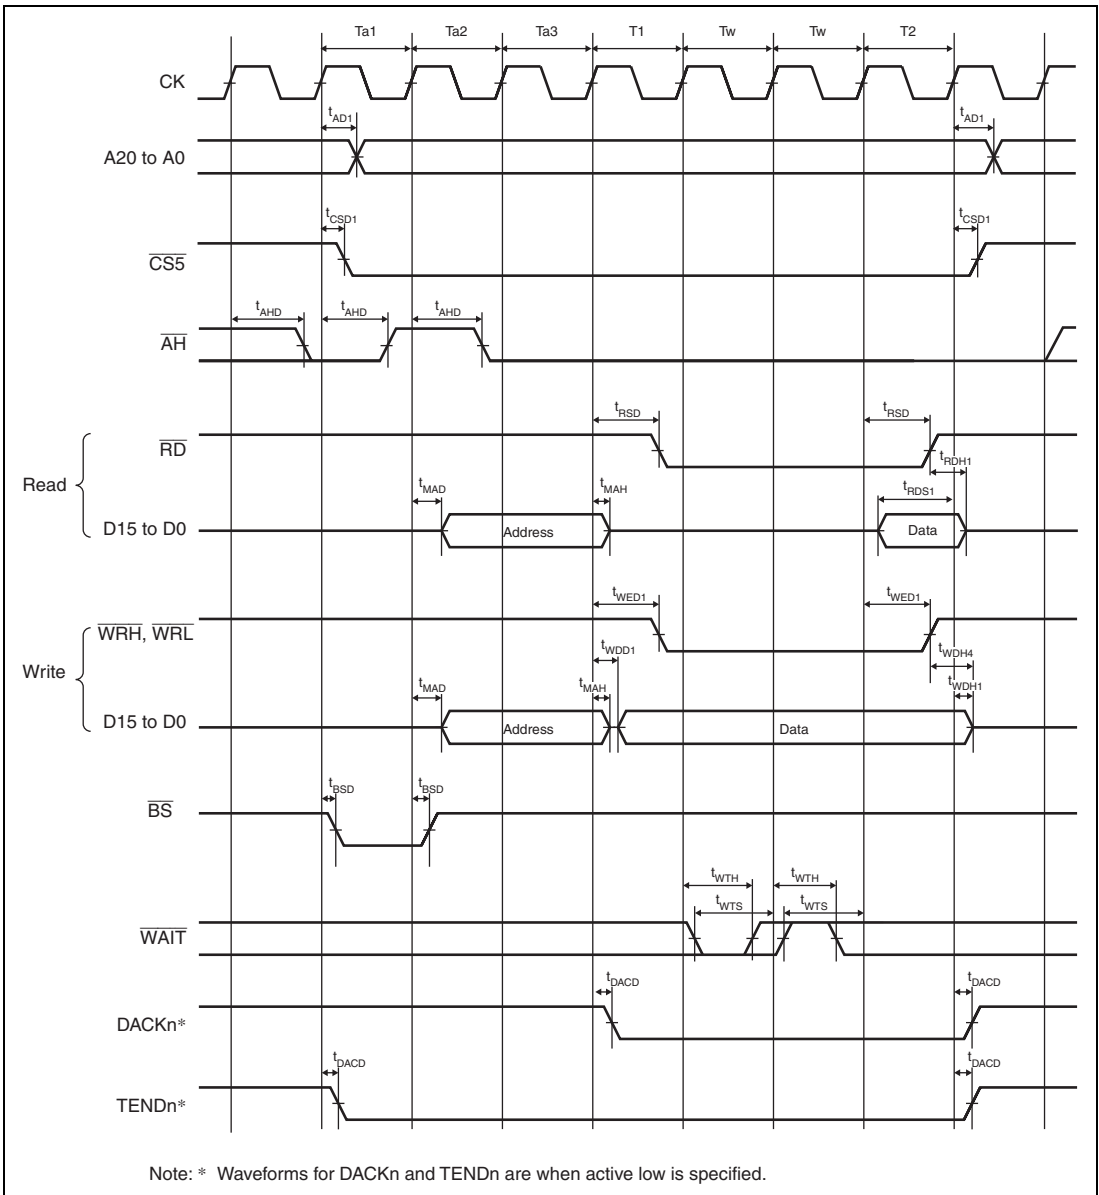 Ta1 Ta2 Ta3 T1 Tw Tw T2
CK
tAD1 tAD1
A20 to A0
tCSD1 tCSD1
CS5
tAHD tAHD tAHD
AH
tRSD tRSD
RD
tRDH1
Read
tMAD tMAH tRDS1
D15 to D0 Address Data
tWED1 tWED1
WRH, WRL
tWDD1 tWDH4
Write
tMAD tMAH tWDH1
D15 to D0 Address Data
tBSD tBSD
BS
tWTH tWTH
tWTS tWTS
WAIT
tDACD tDACD
DACKn*
tDACD tDACD
TENDn*
Note: * Waveforms for DACKn and TENDn are when active low is specified.